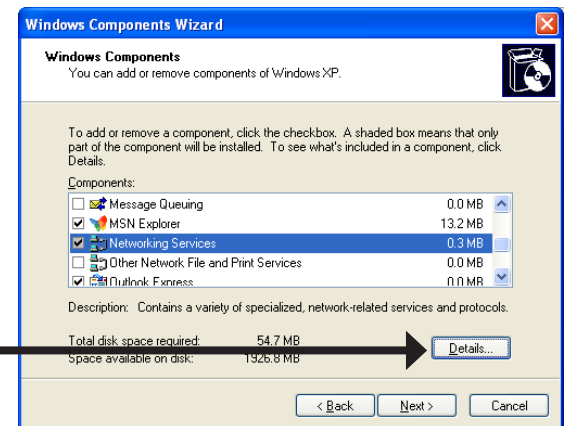 Windows Components Wizard
Windows Components
You can add or remove components of Windows XP.
To add or remove a component, click the checkbox. A shaded box means that only
part of the component will be installed. To see what's included in a component, click
Details.
Components:
Message Queuing 0.0 MB
MSN Explorer 13.2 MB
Networking Services 0.3 MB
Other Network File and Print Services 0.0 MB
Outlook Express 0.0 MB
Description: Contains a variety of specialized, network-related services and protocols.
Total disk space required: 54.7 MB
Space available on disk: 1926.8 MB
Details...
< Back Next > Cancel